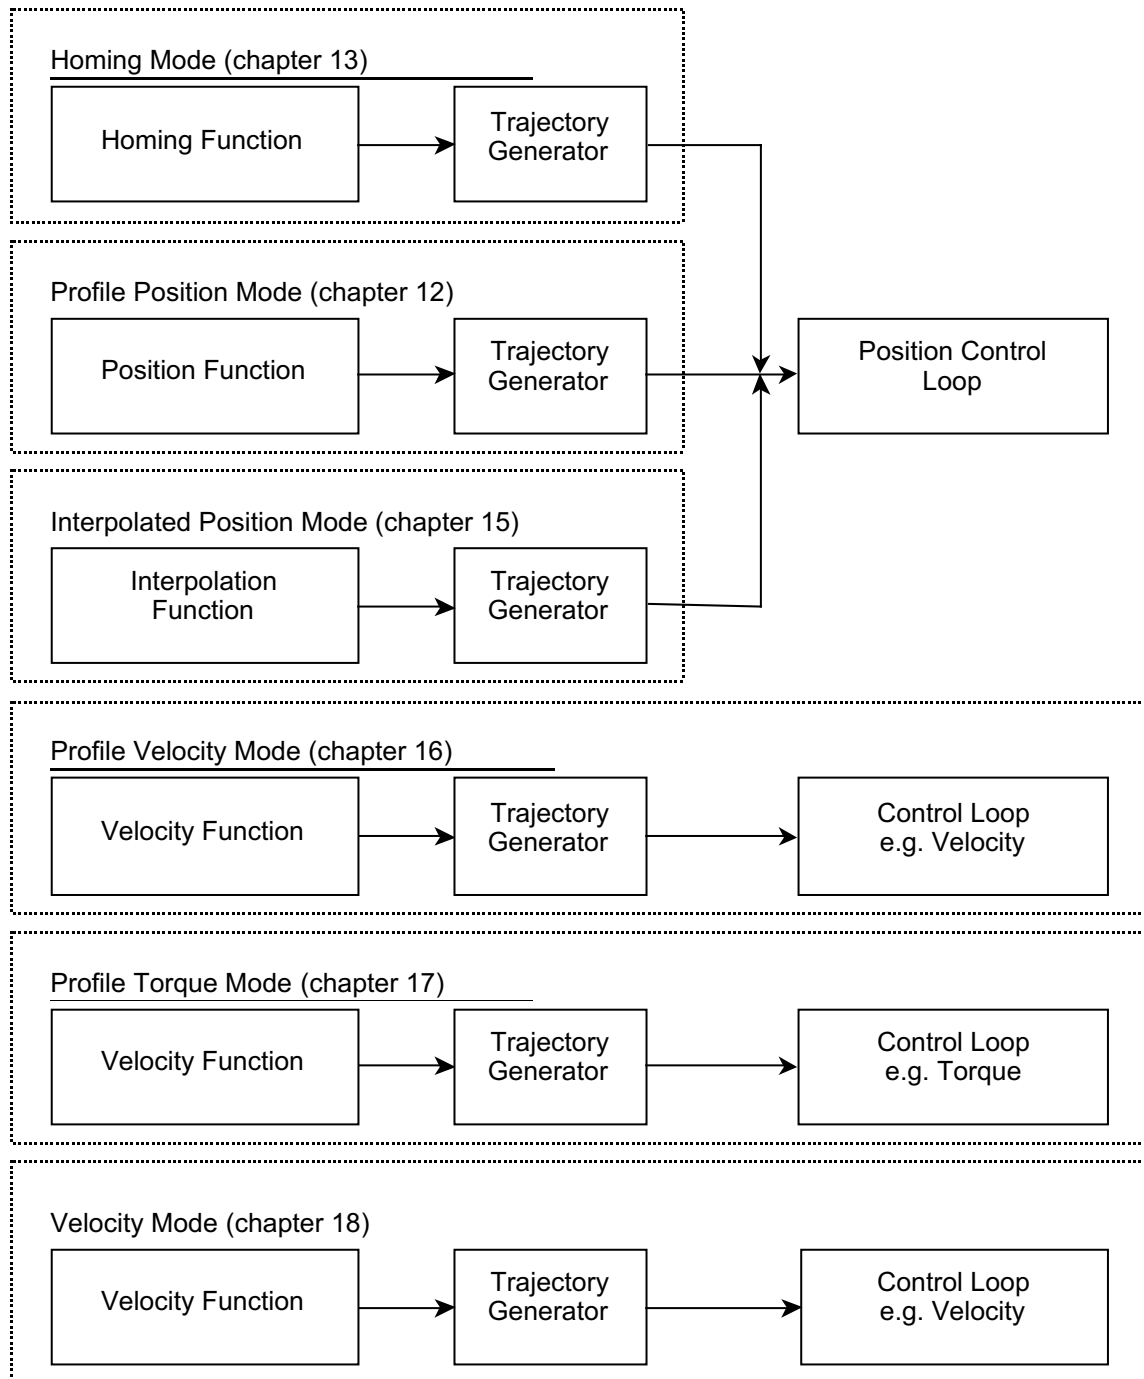 Homing Mode (chapter 13)
Homing Function
Trajectory
Generator
Profile Position Mode (chapter 12)
Position Function
Trajectory
Generator
Position Control
Loop
Interpolated Position Mode (chapter 15)
Interpolation
Function
Trajectory
Generator
Profile Velocity Mode (chapter 16)
Velocity Function
Trajectory
Generator
Control Loop
e.g. Velocity
Profile Torque Mode (chapter 17)
Velocity Function
Trajectory
Generator
Control Loop
e.g. Torque
Velocity Mode (chapter 18)
Velocity Function
Trajectory
Generator
Control Loop
e.g. Velocity